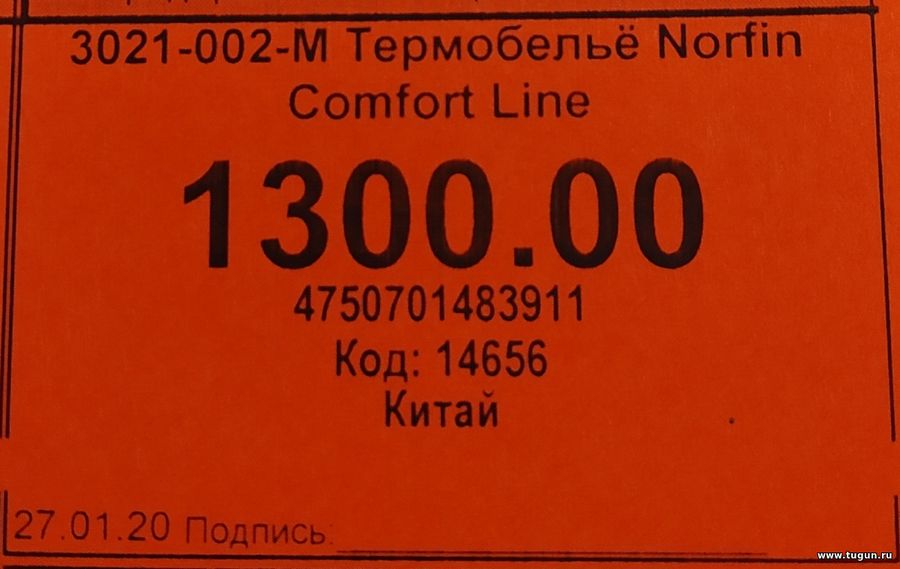 3021-002-М Термобельё Norfin
Comfort Line
1300.00
4750701483911
Код: 14656
Китай
27.01.20 Подпись:
www.tugun.ru